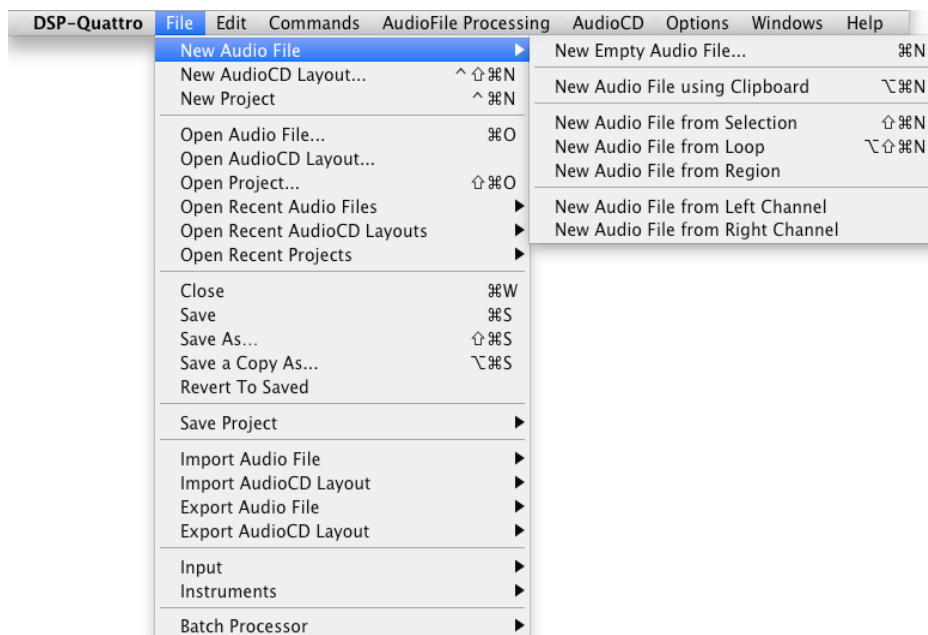 DSP-Quattro File Edit Commands AudioFile Processing AudioCD Options Windows Help
New Audio File ▶
New AudioCD Layout... ^⇧⌘N
New Project ^⌘N
Open Audio File... ⌘O
Open AudioCD Layout...
Open Project... ⇧⌘O
Open Recent Audio Files ▶
Open Recent AudioCD Layouts ▶
Open Recent Projects ▶
Close ⌘W
Save ⌘S
Save As... ⇧⌘S
Save a Copy As... ⌥⌘S
Revert To Saved
Save Project ▶
Import Audio File ▶
Import AudioCD Layout ▶
Export Audio File ▶
Export AudioCD Layout ▶
Input ▶
Instruments ▶
Batch Processor ▶
New Empty Audio File... ⌘N
New Audio File using Clipboard ⌥⌘N
New Audio File from Selection ⇧⌘N
New Audio File from Loop ⌥⇧⌘N
New Audio File from Region
New Audio File from Left Channel
New Audio File from Right Channel